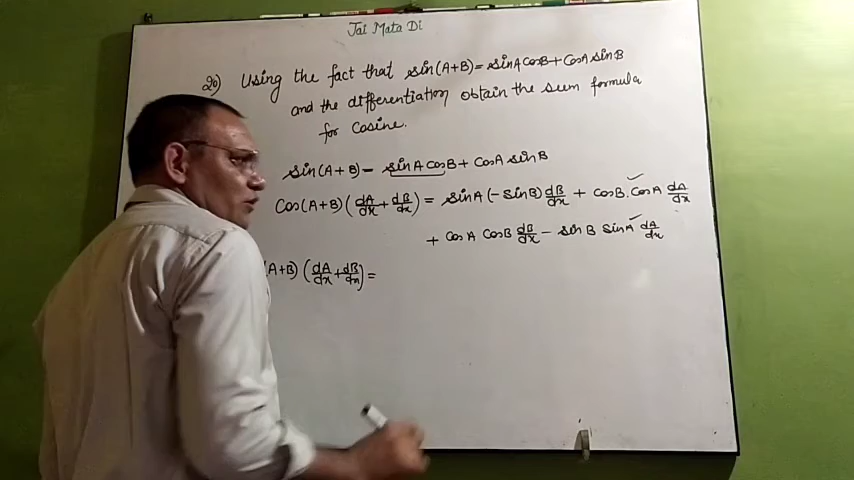 Jai Mata Di
20) Using the fact that sin(A+B)= sinA cosB + cosA sinB
and the differentiation obtain the sum formula
for Cosine.
sin(A+B) - sinA cosB + cosA sinB
Cos(A+B) (dA/dx + dB/dx) = sinA (-sinB) dB/dx + cosB. cosA dA/dx
+ cosA cosB dB/dx - sinB sinA dA/dx
(A+B) (dA/dx + dB/dx) =